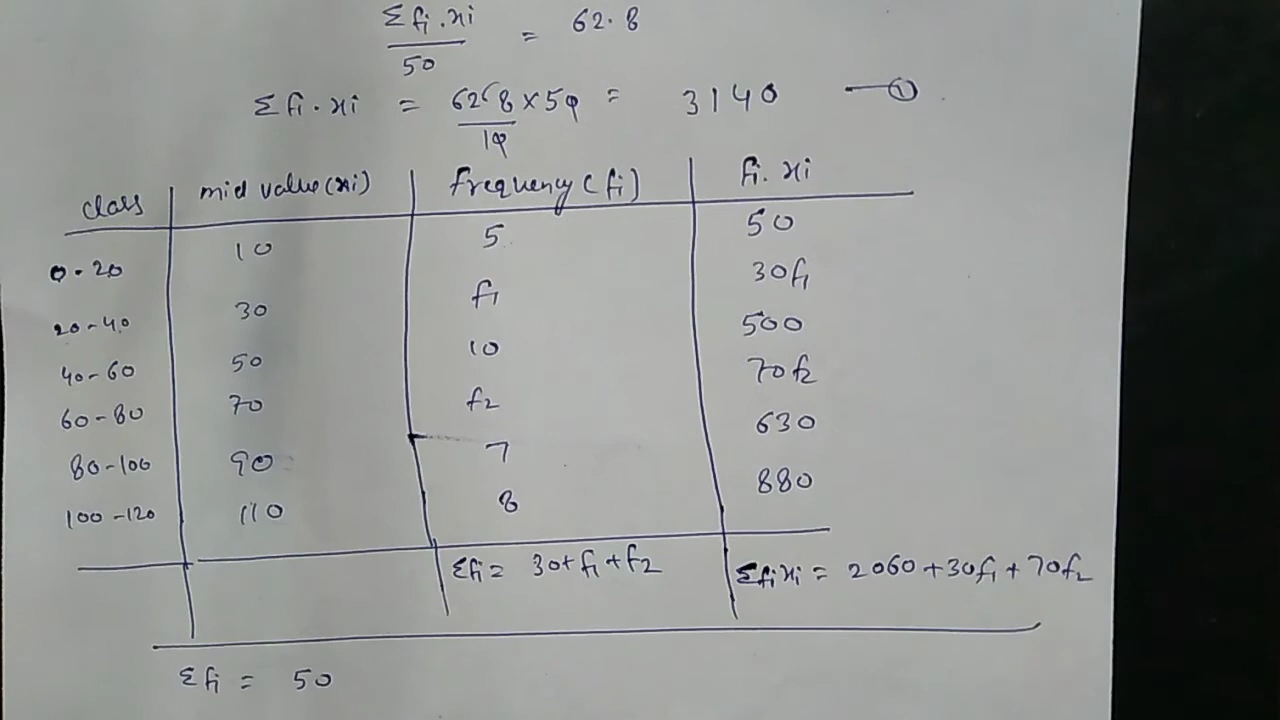 Σfi.xi / 50 = 62.8
Σfi.xi = 628/10 × 50 = 3140 —①
class | mid value(xi) | frequency(fi) | fi.xi
0-20 | 10 | 5 | 50
20-40 | 30 | f1 | 30f1
40-60 | 50 | 10 | 500
60-80 | 70 | f2 | 70f2
80-100 | 90 | 7 | 630
100-120 | 110 | 8 | 880
Σfi = 30+f1+f2 | Σfixi = 2060+30f1+70f2
Σfi = 50